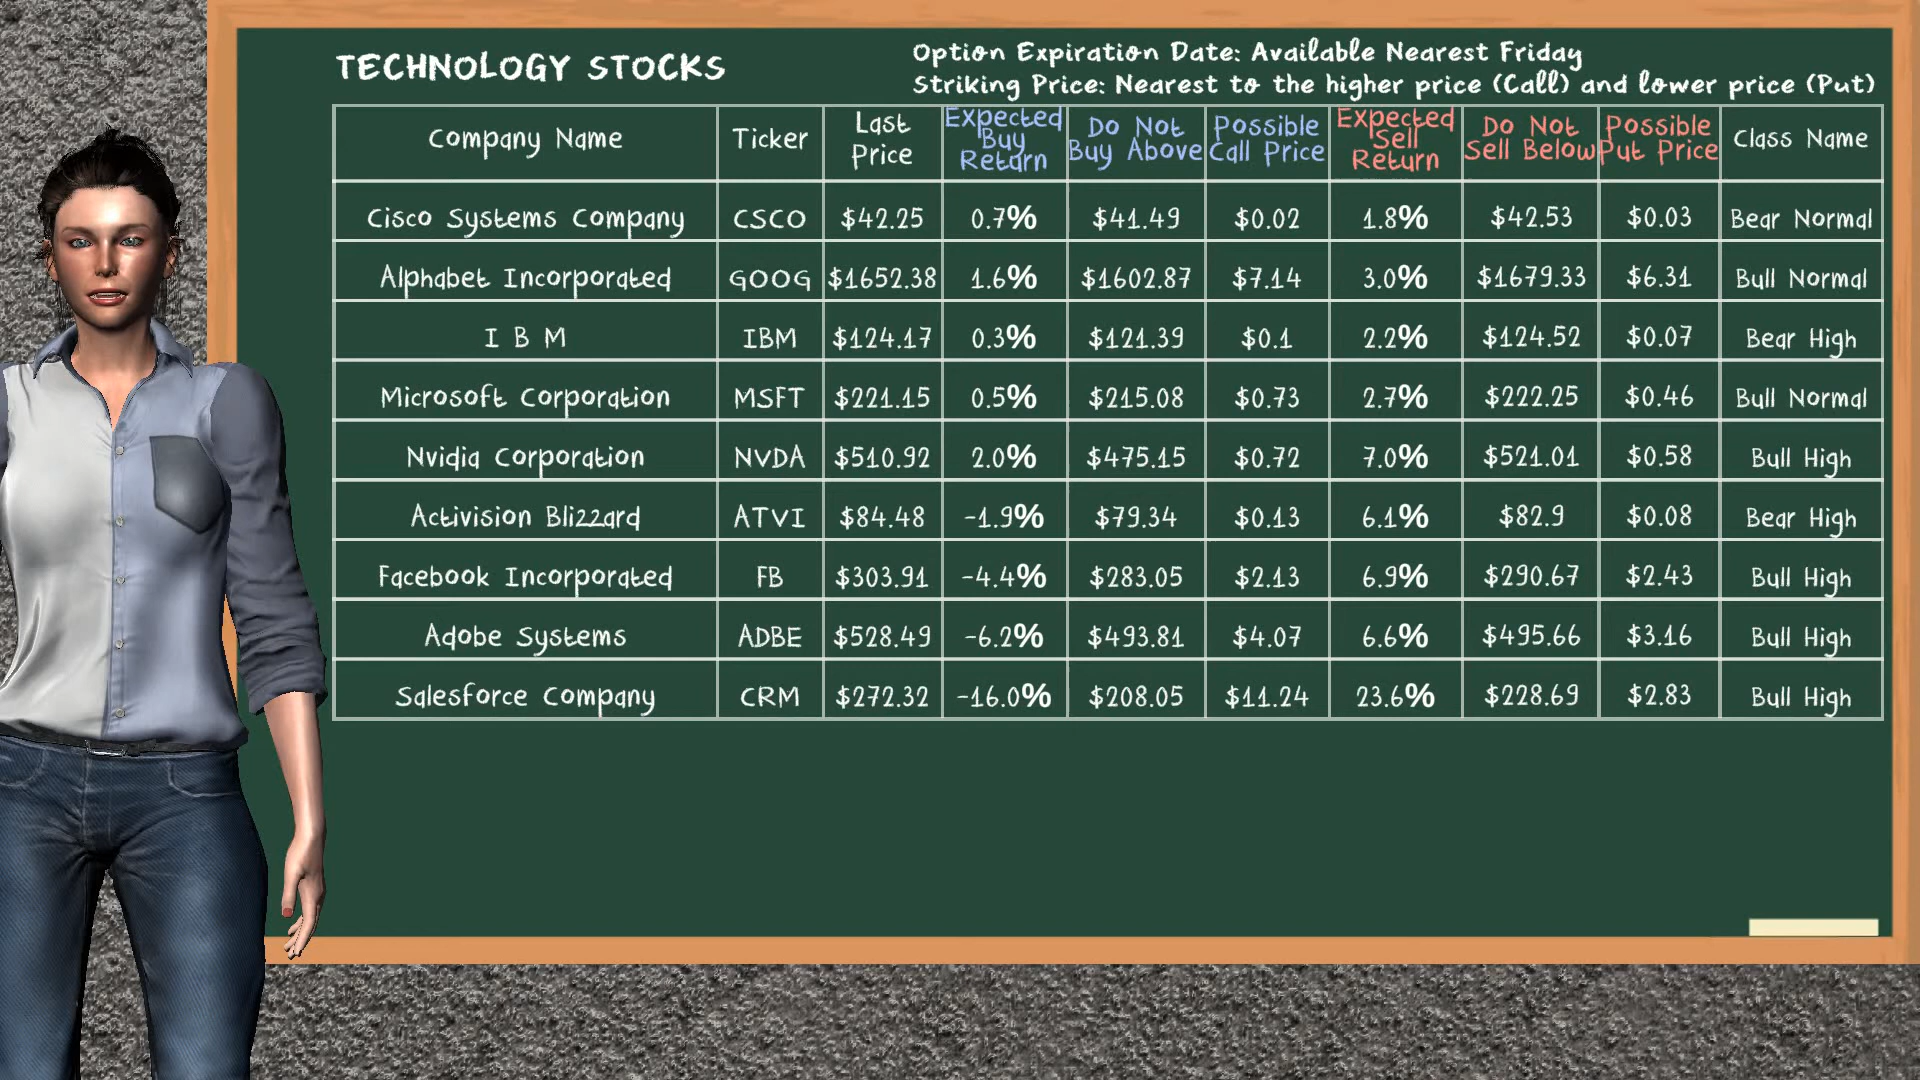 TECHNOLOGY STOCKS
Option Expiration Date: Available Nearest Friday
Striking Price: Nearest to the higher price (Call) and lower price (Put)
Company Name Ticker Last Price Expected Buy Return Do Not Buy Above Possible Call Price Expected Sell Return Do Not Sell Below Possible Put Price Class Name
Cisco Systems Company CSCO $42.25 0.7% $41.49 $0.02 1.8% $42.53 $0.03 Bear Normal
Alphabet Incorporated GOOG $1652.38 1.6% $1602.87 $7.14 3.0% $1679.33 $6.31 Bull Normal
I B M IBM $124.17 0.3% $121.39 $0.1 2.2% $124.52 $0.07 Bear High
Microsoft Corporation MSFT $221.15 0.5% $215.08 $0.73 2.7% $222.25 $0.46 Bull Normal
Nvidia Corporation NVDA $510.92 2.0% $475.15 $0.72 7.0% $521.01 $0.58 Bull High
Activision Blizzard ATVI $84.48 -1.9% $79.34 $0.13 6.1% $82.9 $0.08 Bear High
Facebook Incorporated FB $303.91 -4.4% $283.05 $2.13 6.9% $290.67 $2.43 Bull High
Adobe Systems ADBE $528.49 -6.2% $493.81 $4.07 6.6% $495.66 $3.16 Bull High
Salesforce Company CRM $272.32 -16.0% $208.05 $11.24 23.6% $228.69 $2.83 Bull High